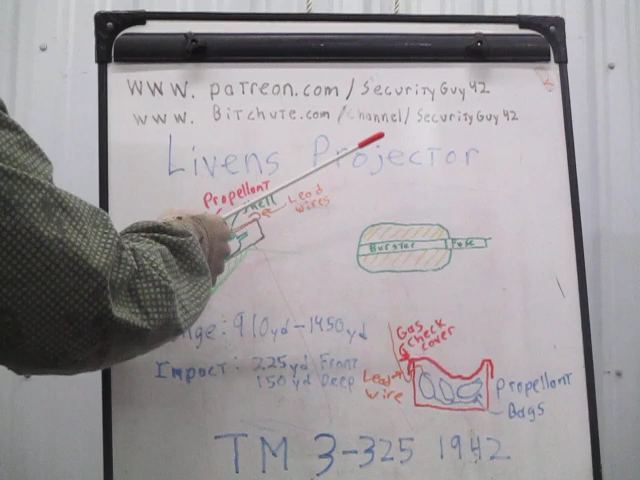 www. patreon.com/SecurityGuy42
www. Bitchute.com/channel/SecurityGuy42
Livens Projector
Propellant
shell
Lead
wires
Burster Fuse
nge: 910yd-1450yd
Impact: 225yd Front
150yd Deep
Gas
Check
cover
Lead
wire
Propellant
Bags
TM 3-325 1942